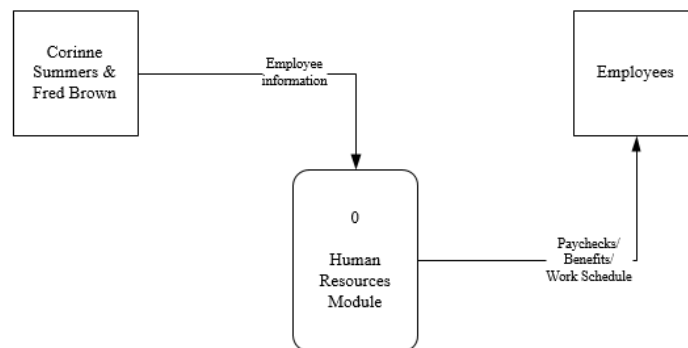 Corinne
Summers &
Fred Brown
Employee
information
Employees
0
Human
Resources
Module
Paychecks/
Benefits/
Work Schedule